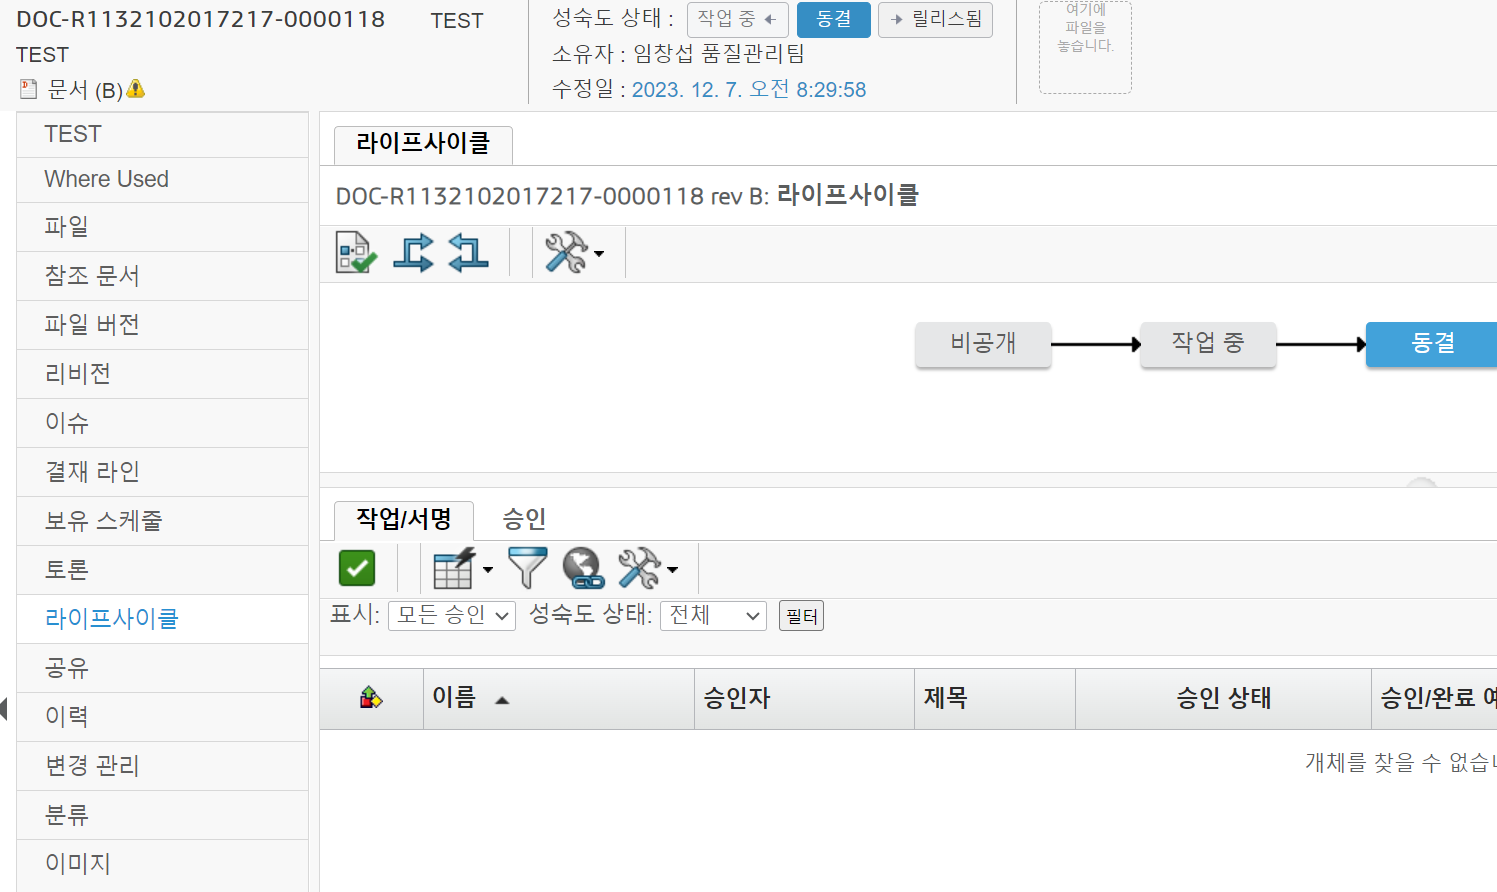 DOC-R1132102017217-0000118 TEST
TEST
문서 (B)
성숙도 상태 : 작업 중 동결 릴리스됨
소유자 : 임창섭 품질관리팀
수정일 : 2023. 12. 7. 오전 8:29:58
여기에
파일을
놓습니다.
TEST
Where Used
파일
참조 문서
파일 버전
리비전
이슈
결재 라인
보유 스케줄
토론
라이프사이클
공유
이력
변경 관리
분류
이미지
라이프사이클
DOC-R1132102017217-0000118 rev B: 라이프사이클
비공개 작업 중 동결
작업/서명 승인
표시: 모든 승인 성숙도 상태: 전체 필터
이름 승인자 제목 승인 상태 승인/완료
개체를 찾을 수